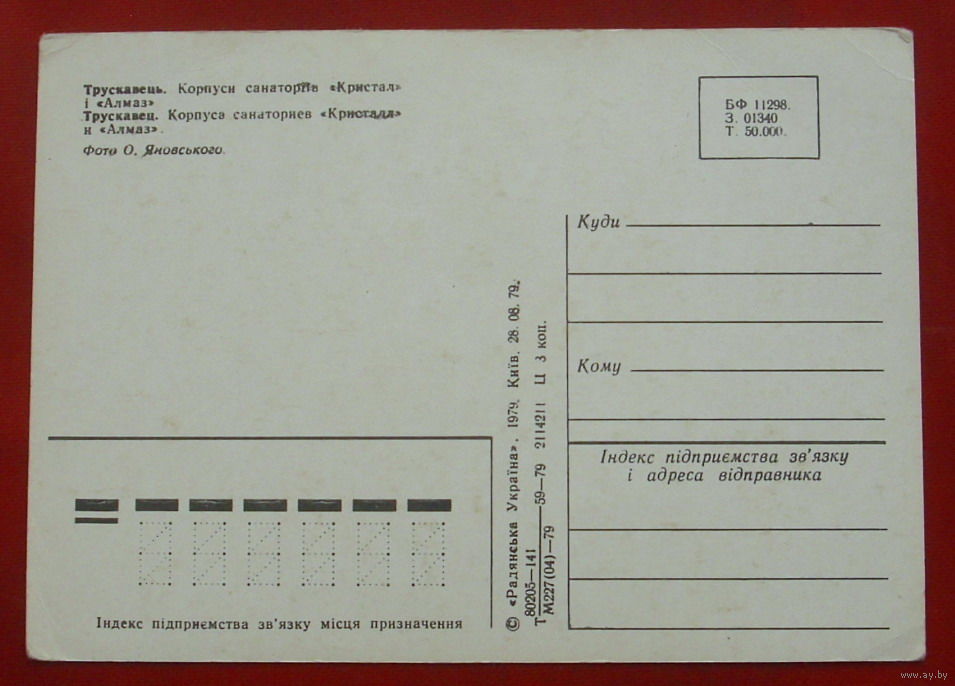 Трускавець. Корпуси санаторіїв «Кристал»
і «Алмаз»
Трускавец. Корпуса санаториев «Кристалл»
и «Алмаз».
Фото О. Яновського.
БФ 11298.
З. 01340
Т. 50.000.
Куди
Кому
Індекс підприємства зв'язку
і адреса відправника
© «Радянська Україна». 1979. Київ. 28. 08. 79.
Т 80205—141
М227(04)—79
59—79 2114211 Ц 3 коп.
Індекс підприємства зв'язку місця призначення
www.ay.by